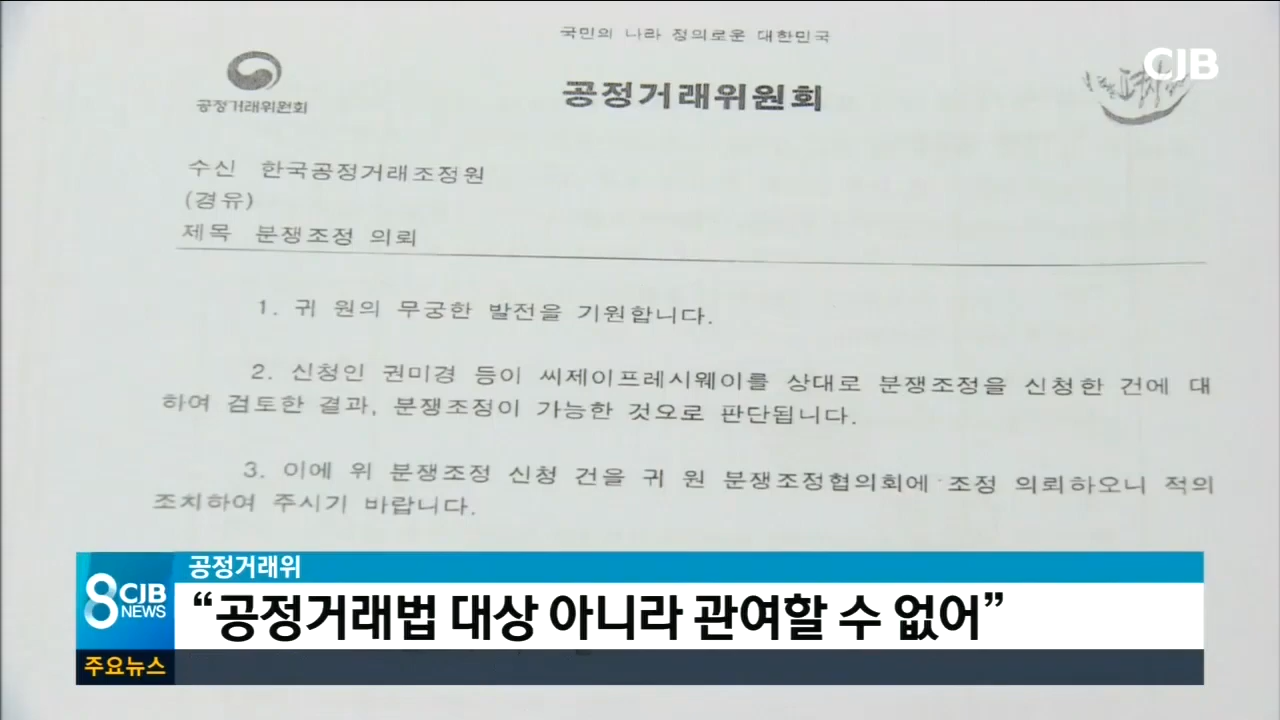 국민의 나라 정의로운 대한민국
CJB
공정거래위원회
공정거래위원회
수신 한국공정거래조정원
(경유)
제목 분쟁조정 의뢰
1. 귀 원의 무궁한 발전을 기원합니다.
2. 신청인 권미경 등이 씨제이프레시웨이를 상대로 분쟁조정을 신청한 건에 대
하여 검토한 결과, 분쟁조정이 가능한 것으로 판단됩니다.
3. 이에 위 분쟁조정 신청 건을 귀 원 분쟁조정협의회에 조정 의뢰하오니 적의
조치하여 주시기 바랍니다.
공정거래위
8 CJB NEWS
“공정거래법 대상 아니라 관여할 수 없어”
주요뉴스